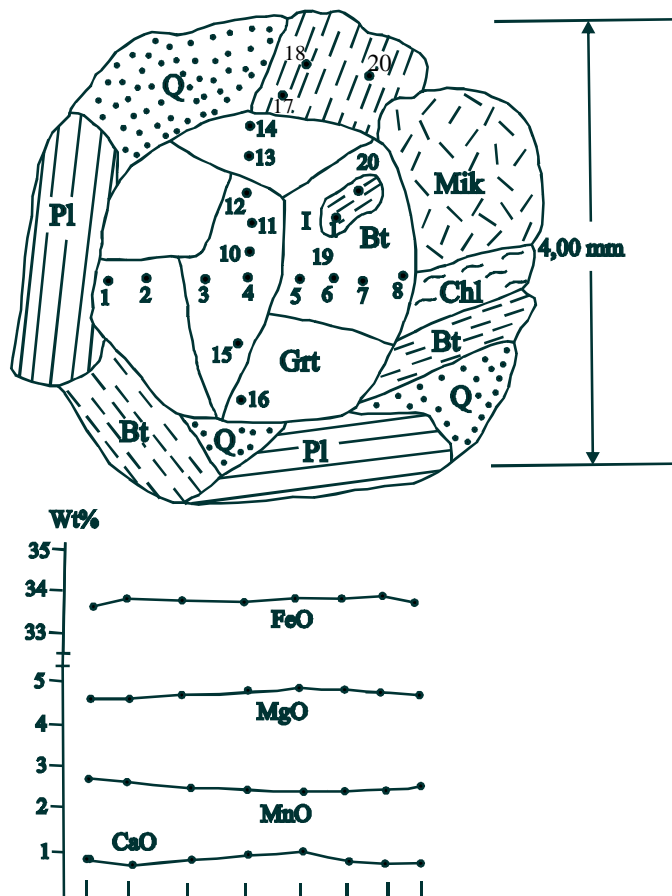 18 20
Q
17.
14
13 20
Mik
12
Pl 11 I 1 Bt
10 19 4,00 mm
1 2 3 4 5 6 7 8 Chl
Bt
15 Grt
16 Q
Bt Q Pl
Wt%
35
34
33 FeO
5
4 MgO
3
2 MnO
CaO
1